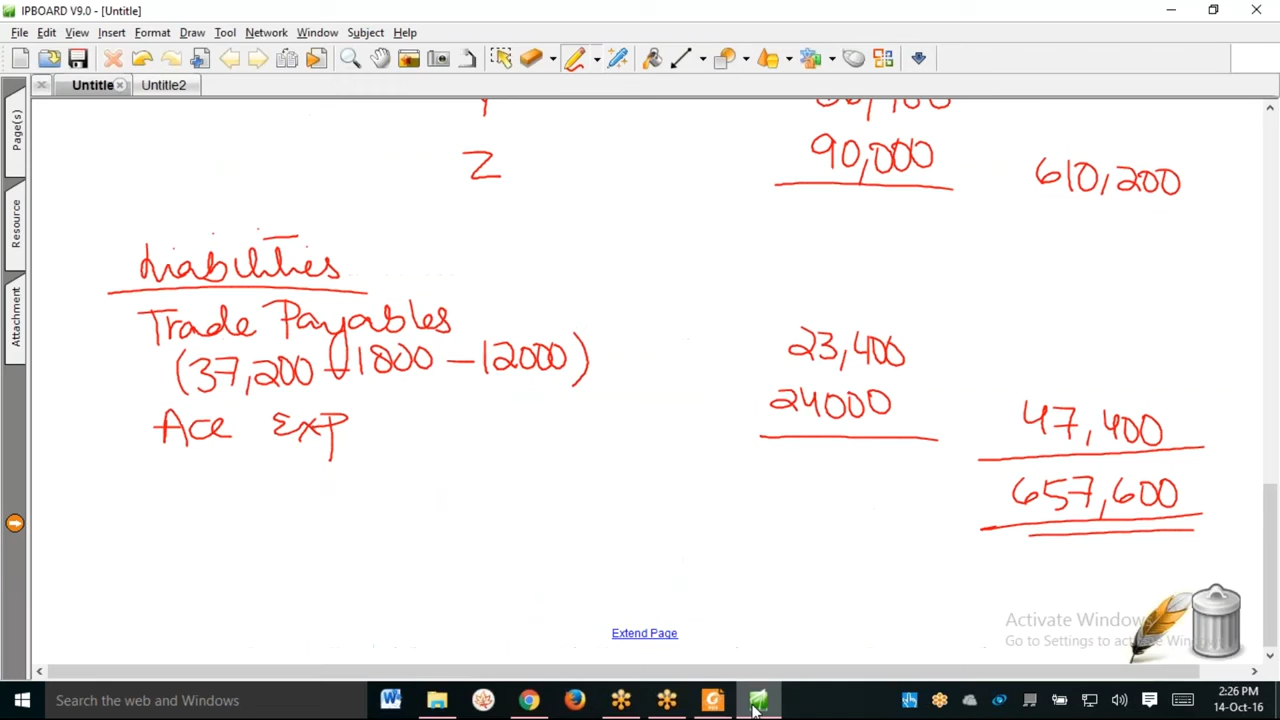 IPBOARD V9.0 - [Untitle]
File Edit View Insert Format Draw Tool Network Window Subject Help
Untitle Untitle2
Page(s)
Resource
Attachment
90,000
Z 610,200
Liabilities
Trade Payables
23,400
(37,200 - 1800 - 12000)
24000
Acc Exp 47,400
657,600
Activate Windows
Go to Settings to activate Windows.
Extend Page
Search the web and Windows
2:26 PM
14-Oct-16